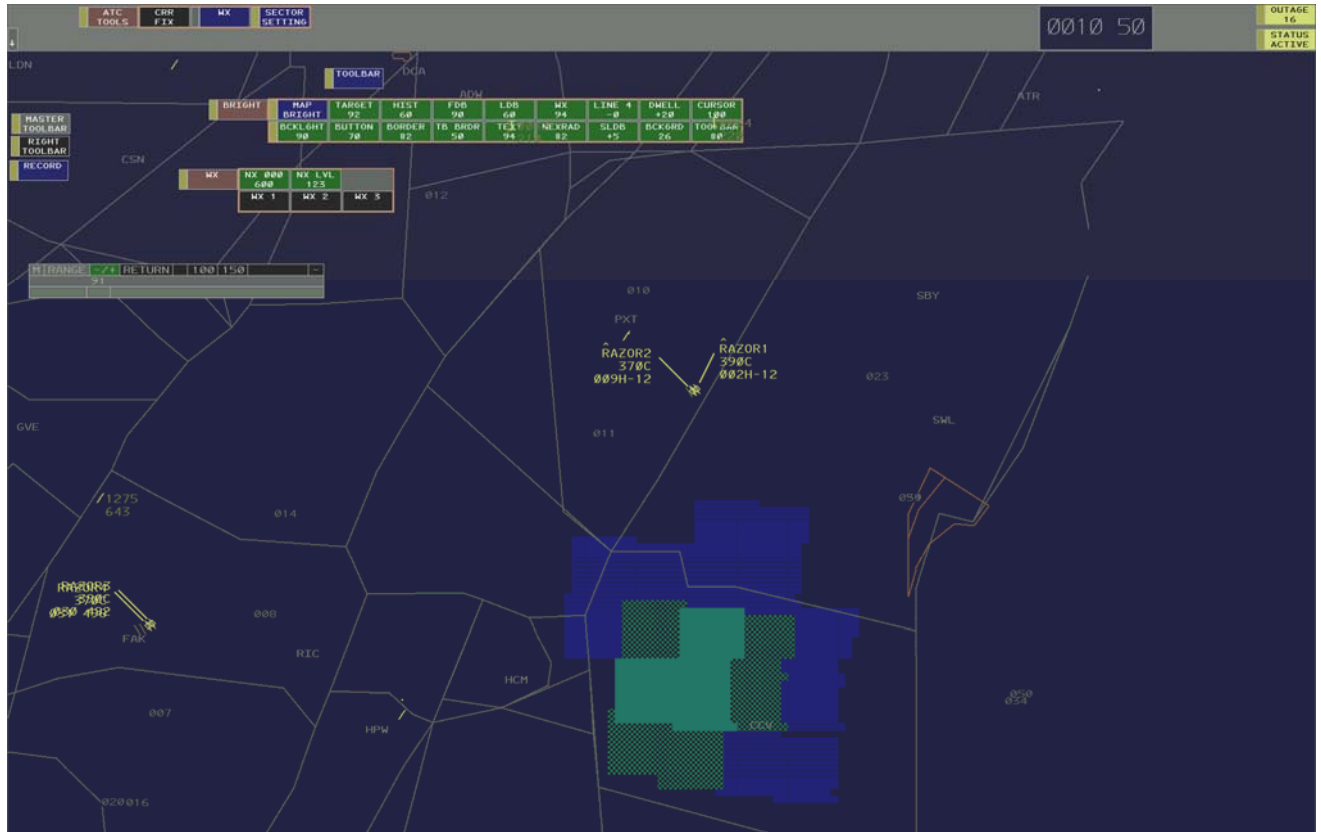 ATC TOOLS
CRR FIX
WX
SECTOR SETTING
0010 50
OUTAGE 16
STATUS ACTIVE
LDN
TOOLBAR
DCA
ADW
ATR
BRIGHT
MAP BRIGHT
TARGET 92
HIST 60
FDB 90
LDB 60
WX 94
LINE 4 -0
DWELL +20
CURSOR 100
BCKLGHT 90
BUTTON 70
BORDER 82
TB BRDR 50
TEXT 94
NEXRAD 82
SLDB +5
BCKGRD 26
TOOLBAR 80
MASTER TOOLBAR
RIGHT TOOLBAR
RECORD
CSN
WX
NX 000 600
NX LVL 123
WX 1
WX 2
WX 3
012
RANGE -/+ RETURN 100 150 -
91
010
SBY
PXT
RAZOR2
370C
009H-12
RAZOR1
390C
002H-12
023
GVE
011
SWL
1275
643
014
008
FAK
RIC
HCM
007
HPW
CCV
050
034
020016